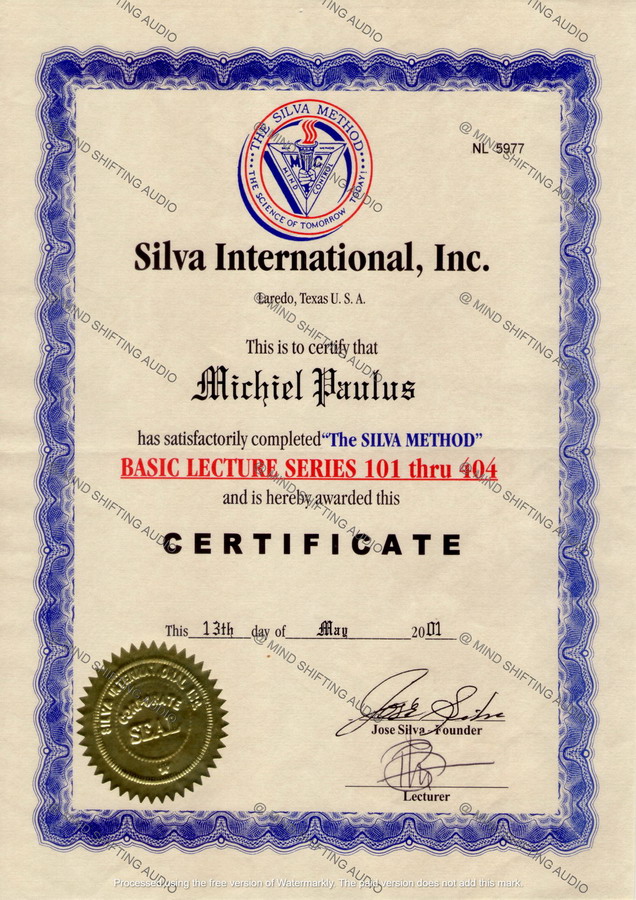 @ MIND SHIFTING AUDIO
THE SILVA METHOD
THE SCIENCE OF TOMORROW TODAY!
M C
MIND CONTROL
NL 5977
Silva International, Inc.
Laredo, Texas U. S. A.
This is to certify that
Michiel Paulus
has satisfactorily completed "The SILVA METHOD"
BASIC LECTURE SERIES 101 thru 404
and is hereby awarded this
CERTIFICATE
This 13th day of May 2001
SILVA INTERNATIONAL INC
CORPORATE
SEAL
José Silva
Jose Silva Founder
Lecturer
Processed using the free version of Watermarkly. The paid version does not add this mark.